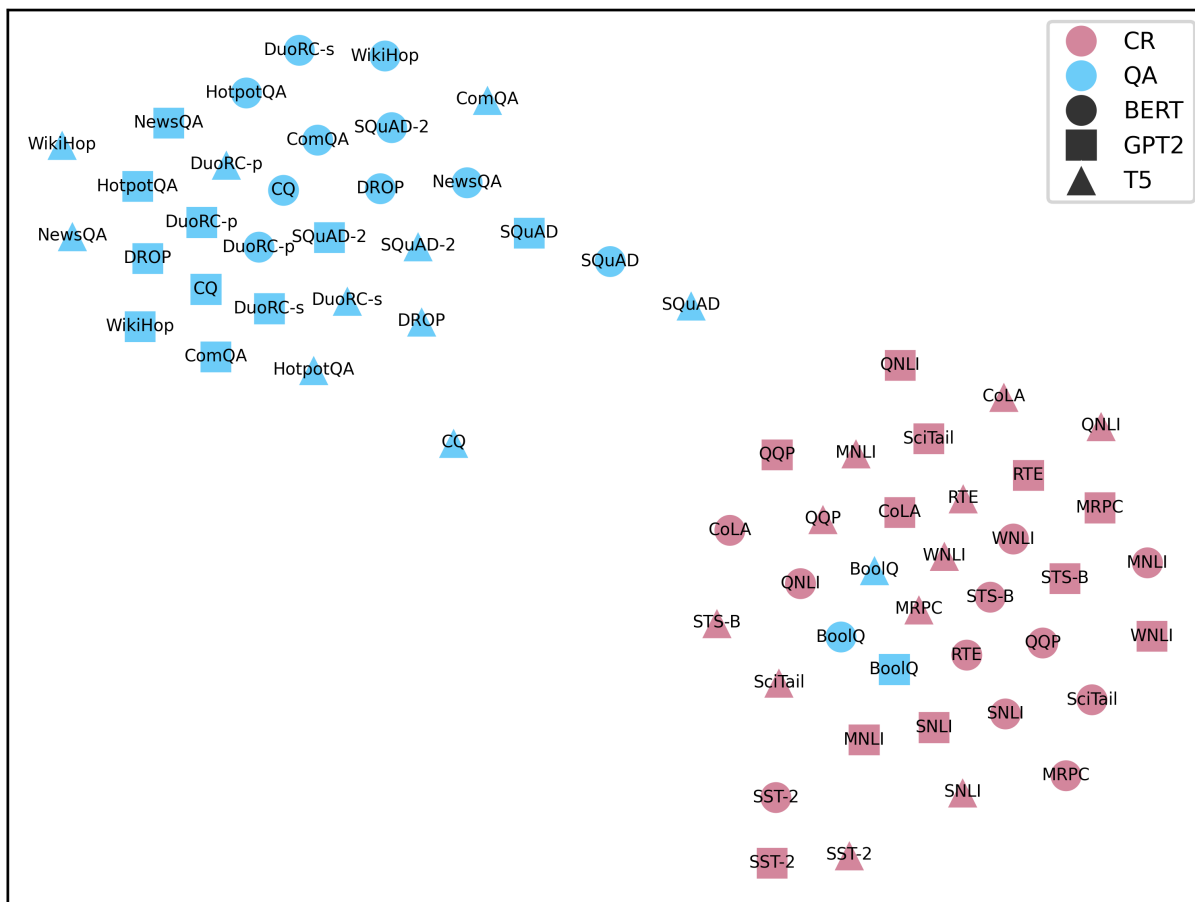 DuoRC-s
WikiHop
HotpotQA
ComQA
NewsQA
SQuAD-2
ComQA
WikiHop
DuoRC-p
HotpotQA
CQ
DROP
NewsQA
DuoRC-p
NewsQA
DuoRC-p
SQuAD-2
SQuAD-2
SQuAD
DROP
SQuAD
CQ
DuoRC-s
DuoRC-s
SQuAD
WikiHop
DROP
ComQA
HotpotQA
CQ
CR
QA
BERT
GPT2
T5
QNLI
CoLA
QNLI
SciTail
QQP
MNLI
RTE
RTE
MRPC
CoLA
QQP
CoLA
WNLI
WNLI
MNLI
BoolQ
QNLI
STS-B
STS-B
MRPC
STS-B
BoolQ
WNLI
QQP
RTE
BoolQ
SciTail
SciTail
SNLI
SNLI
MNLI
MRPC
SNLI
SST-2
SST-2
SST-2